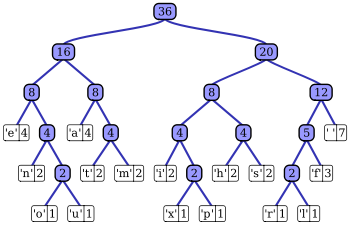 36
16 20
8 8 8 12
'e' 4 4 'a' 4 4 4 4 5 ' ' 7
'n' 2 2 't' 2 'm' 2 'i' 2 2 'h' 2 's' 2 2 'f' 3
'o' 1 'u' 1 'x' 1 'p' 1 'r' 1 'l' 1